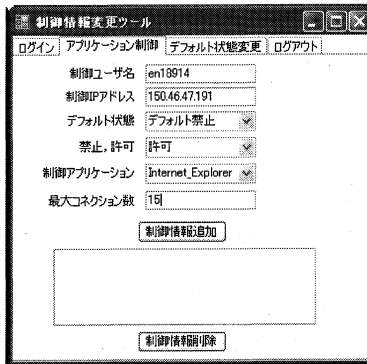 制御情報変更ツール
ログイン アプリケーション制御 デフォルト状態変更 ログアウト
制御ユーザ名 en18914
制御IPアドレス 150.46.47.191
デフォルト状態 デフォルト禁止
禁止,許可 許可
制御アプリケーション Internet_Explorer
最大コネクション数 15
制御情報追加
制御情報削除